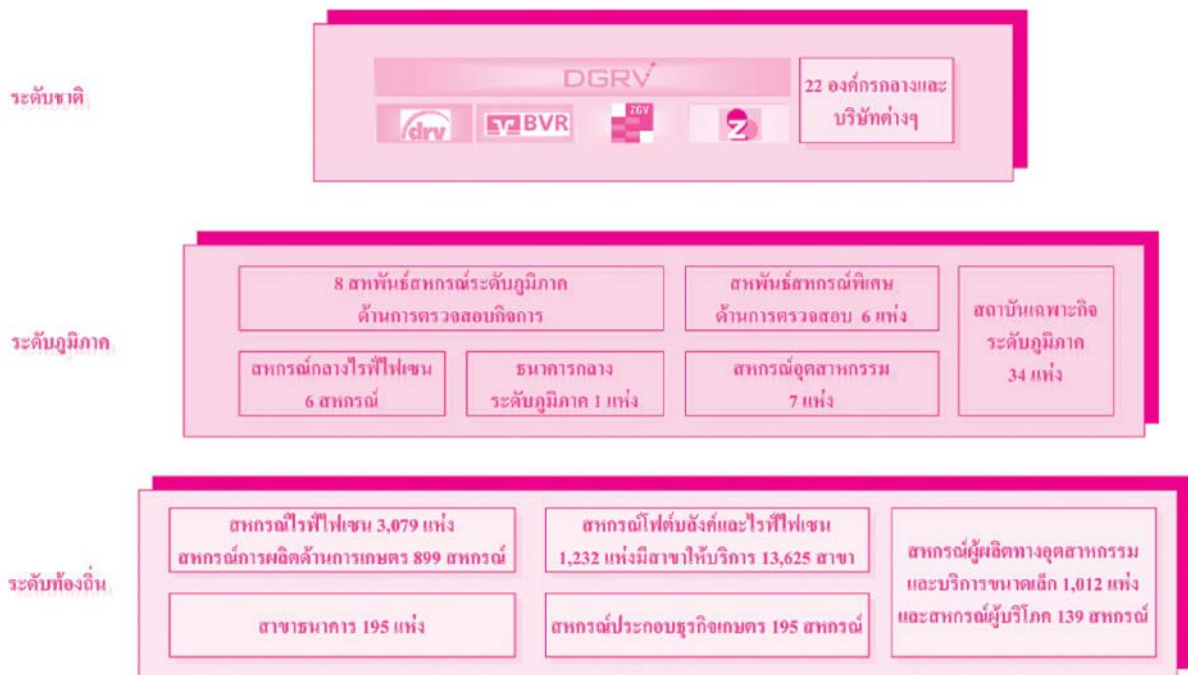 ระดับชาติ
DGRV
drv
BVR
ZGV
Z
22 องค์กรกลางและ
บริษัทต่างๆ
ระดับภูมิภาค
8 สหพันธ์สหกรณ์ระดับภูมิภาค
ด้านการตรวจสอบกิจการ
สหพันธ์สหกรณ์พิเศษ
ด้านการตรวจสอบ 6 แห่ง
สถาบันเฉพาะกิจ
ระดับภูมิภาค
34 แห่ง
สหกรณ์กลางไรฟ์ไฟเซน
6 สหกรณ์
ธนาคารกลาง
ระดับภูมิภาค 1 แห่ง
สหกรณ์อุตสาหกรรม
7 แห่ง
ระดับท้องถิ่น
สหกรณ์ไรฟ์ไฟเซน 3,079 แห่ง
สหกรณ์การผลิตด้านการเกษตร 899 สหกรณ์
สหกรณ์โฟต์บลังค์และไรฟ์ไฟเซน
1,232 แห่งมีสาขาให้บริการ 13,625 สาขา
สหกรณ์ผู้ผลิตทางอุตสาหกรรม
และบริการขนาดเล็ก 1,012 แห่ง
และสหกรณ์ผู้บริโภค 139 สหกรณ์
สาขาธนาคาร 195 แห่ง
สหกรณ์ประกอบธุรกิจเกษตร 195 สหกรณ์